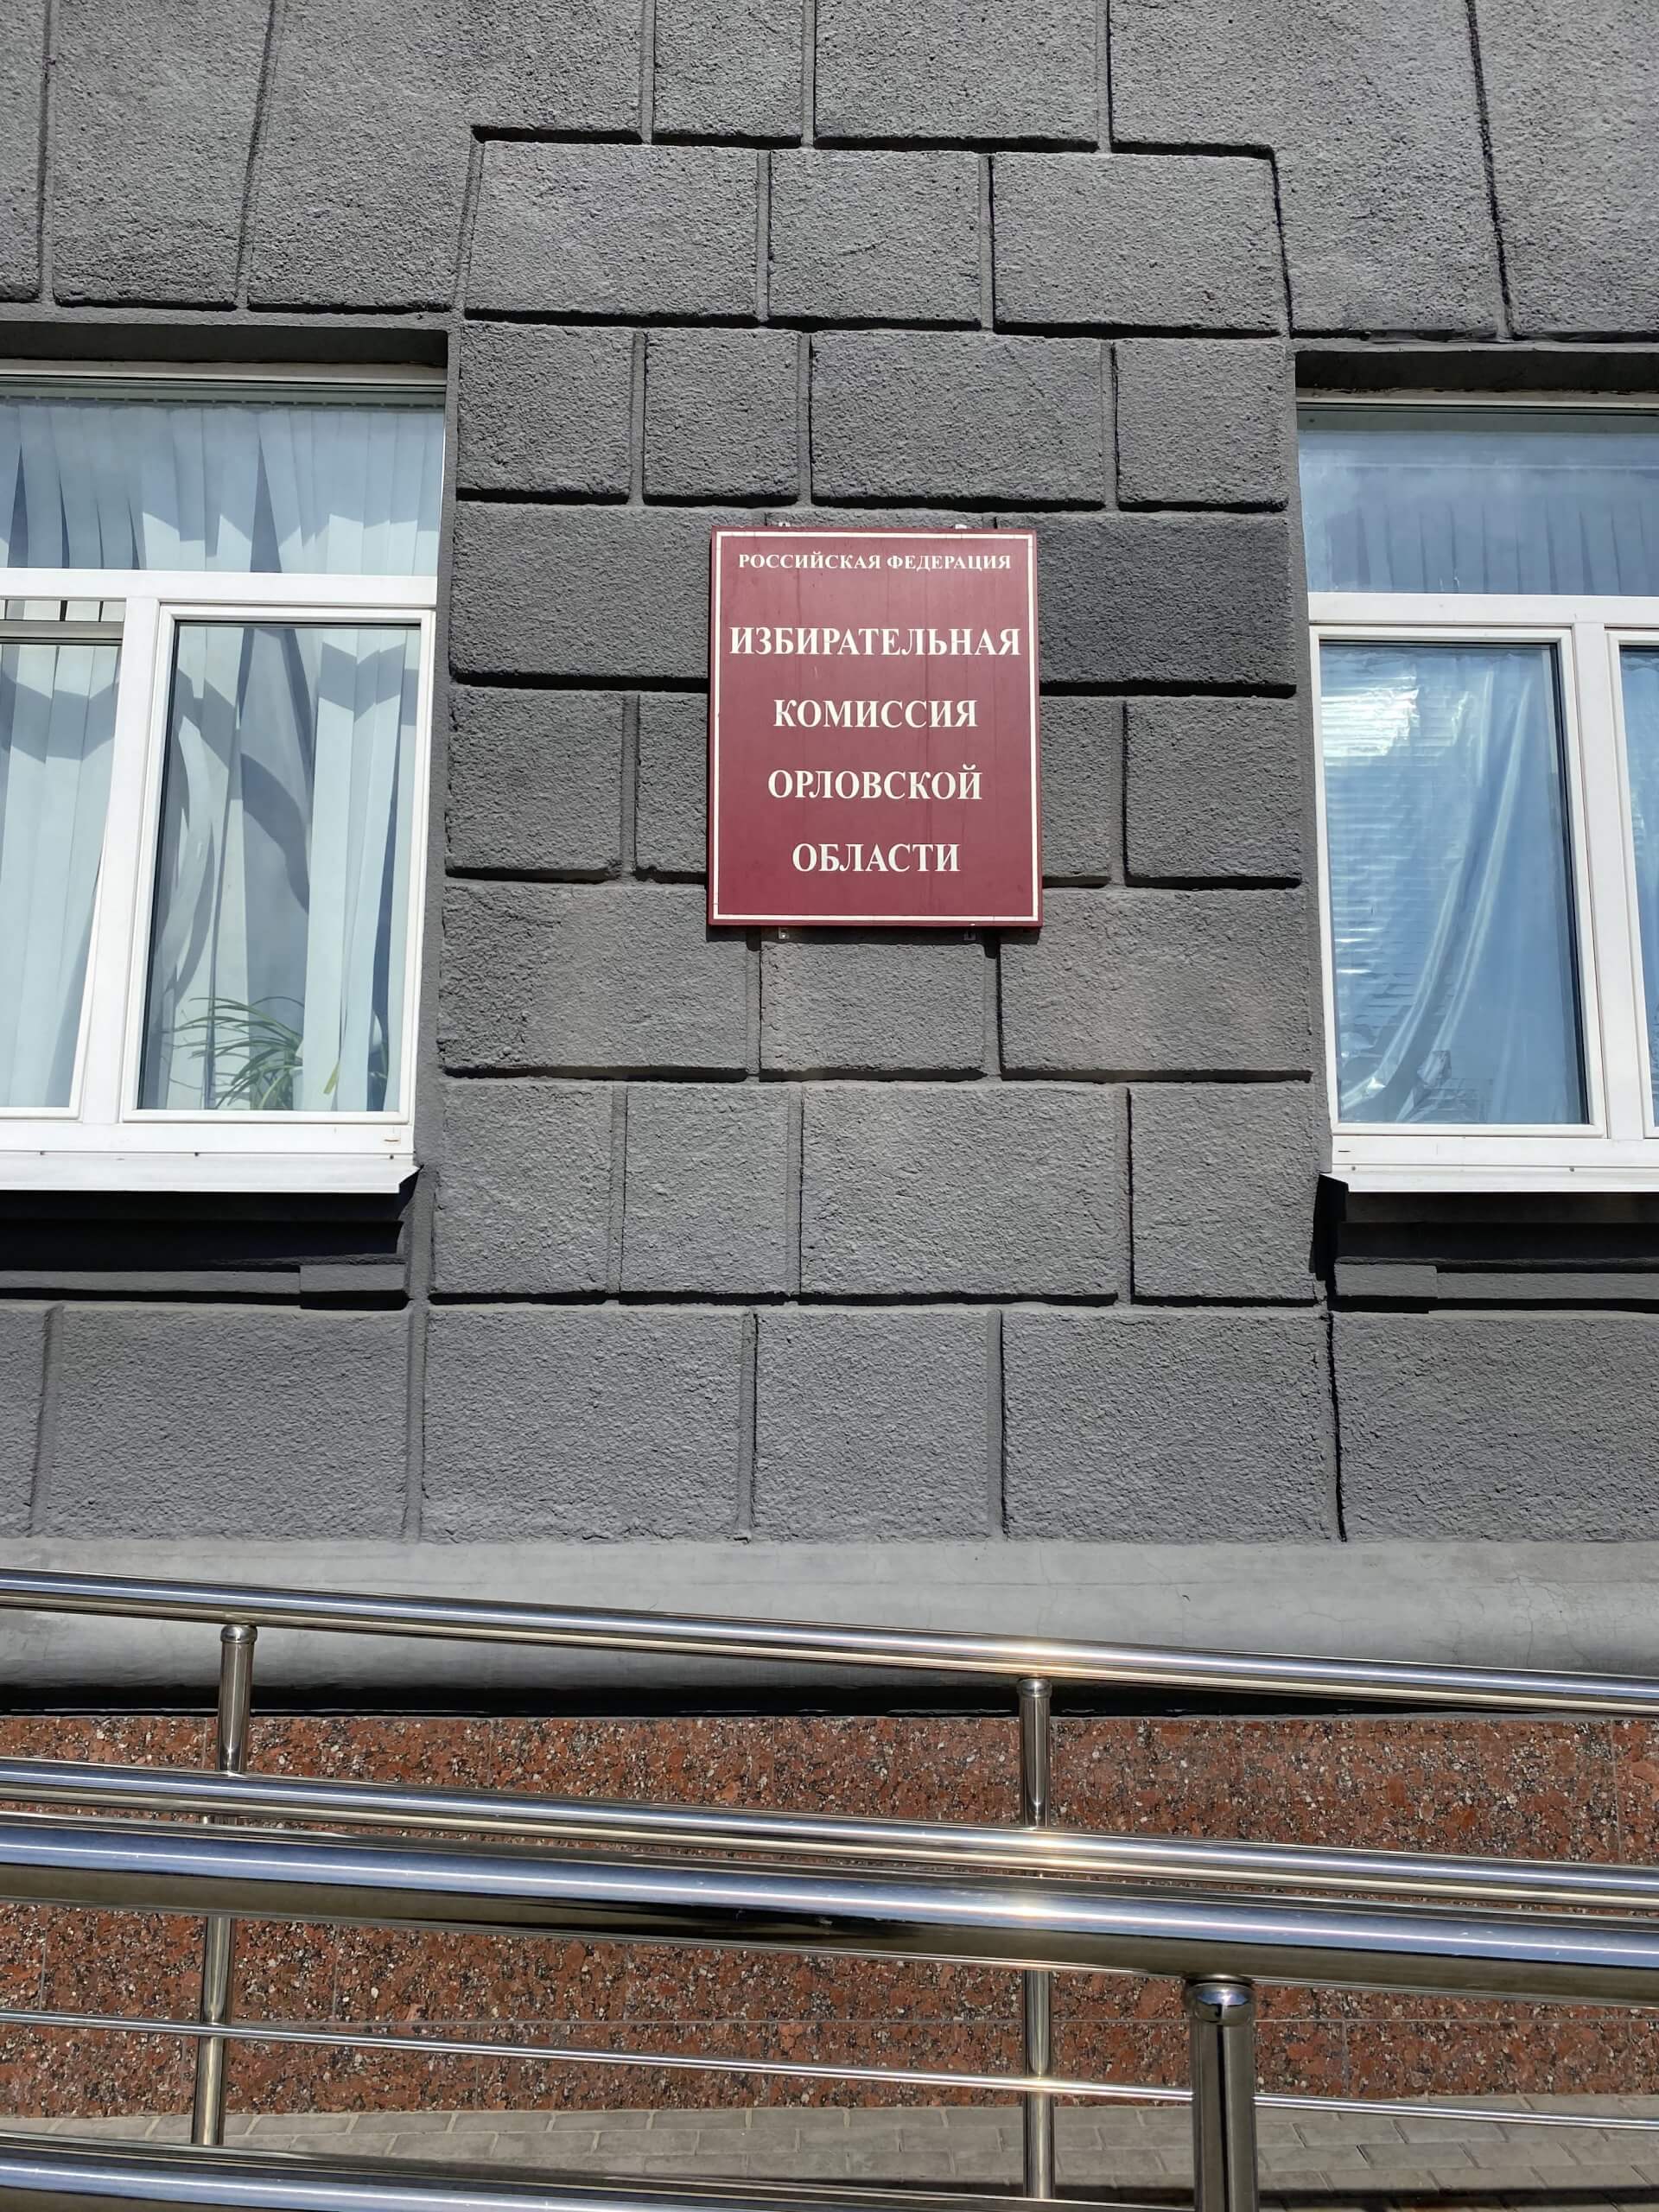 РОССИЙСКАЯ ФЕДЕРАЦИЯ
ИЗБИРАТЕЛЬНАЯ
КОМИССИЯ
ОРЛОВСКОЙ
ОБЛАСТИ